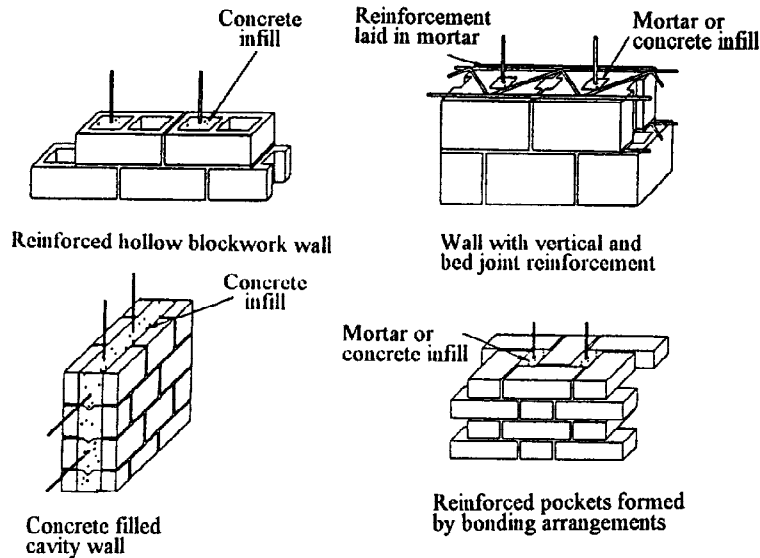 Concrete
infill
Reinforced hollow blockwork wall
Reinforcement
laid in mortar
Mortar or
concrete infill
Wall with vertical and
bed joint reinforcement
Concrete
infill
Concrete filled
cavity wall
Mortar or
concrete infill
Reinforced pockets formed
by bonding arrangements